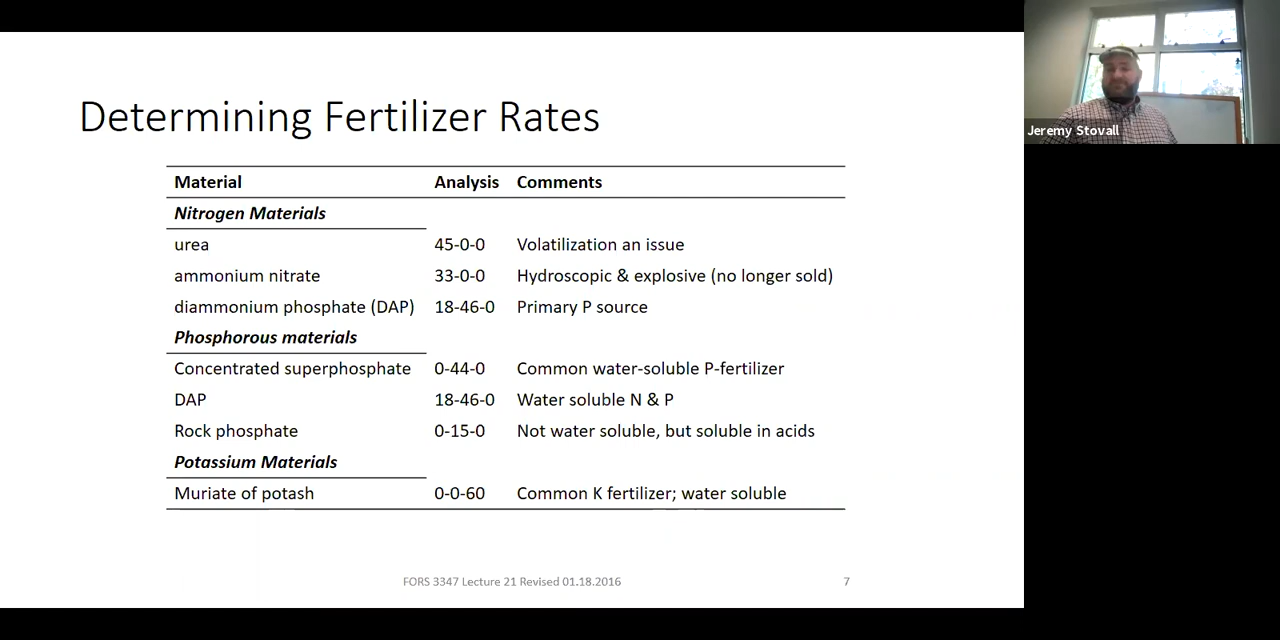 Determining Fertilizer Rates
Material Analysis Comments
Nitrogen Materials
urea 45-0-0 Volatilization an issue
ammonium nitrate 33-0-0 Hydroscopic & explosive (no longer sold)
diammonium phosphate (DAP) 18-46-0 Primary P source
Phosphorous materials
Concentrated superphosphate 0-44-0 Common water-soluble P-fertilizer
DAP 18-46-0 Water soluble N & P
Rock phosphate 0-15-0 Not water soluble, but soluble in acids
Potassium Materials
Muriate of potash 0-0-60 Common K fertilizer; water soluble
FORS 3347 Lecture 21 Revised 01.18.2016 7
Jeremy Stovall